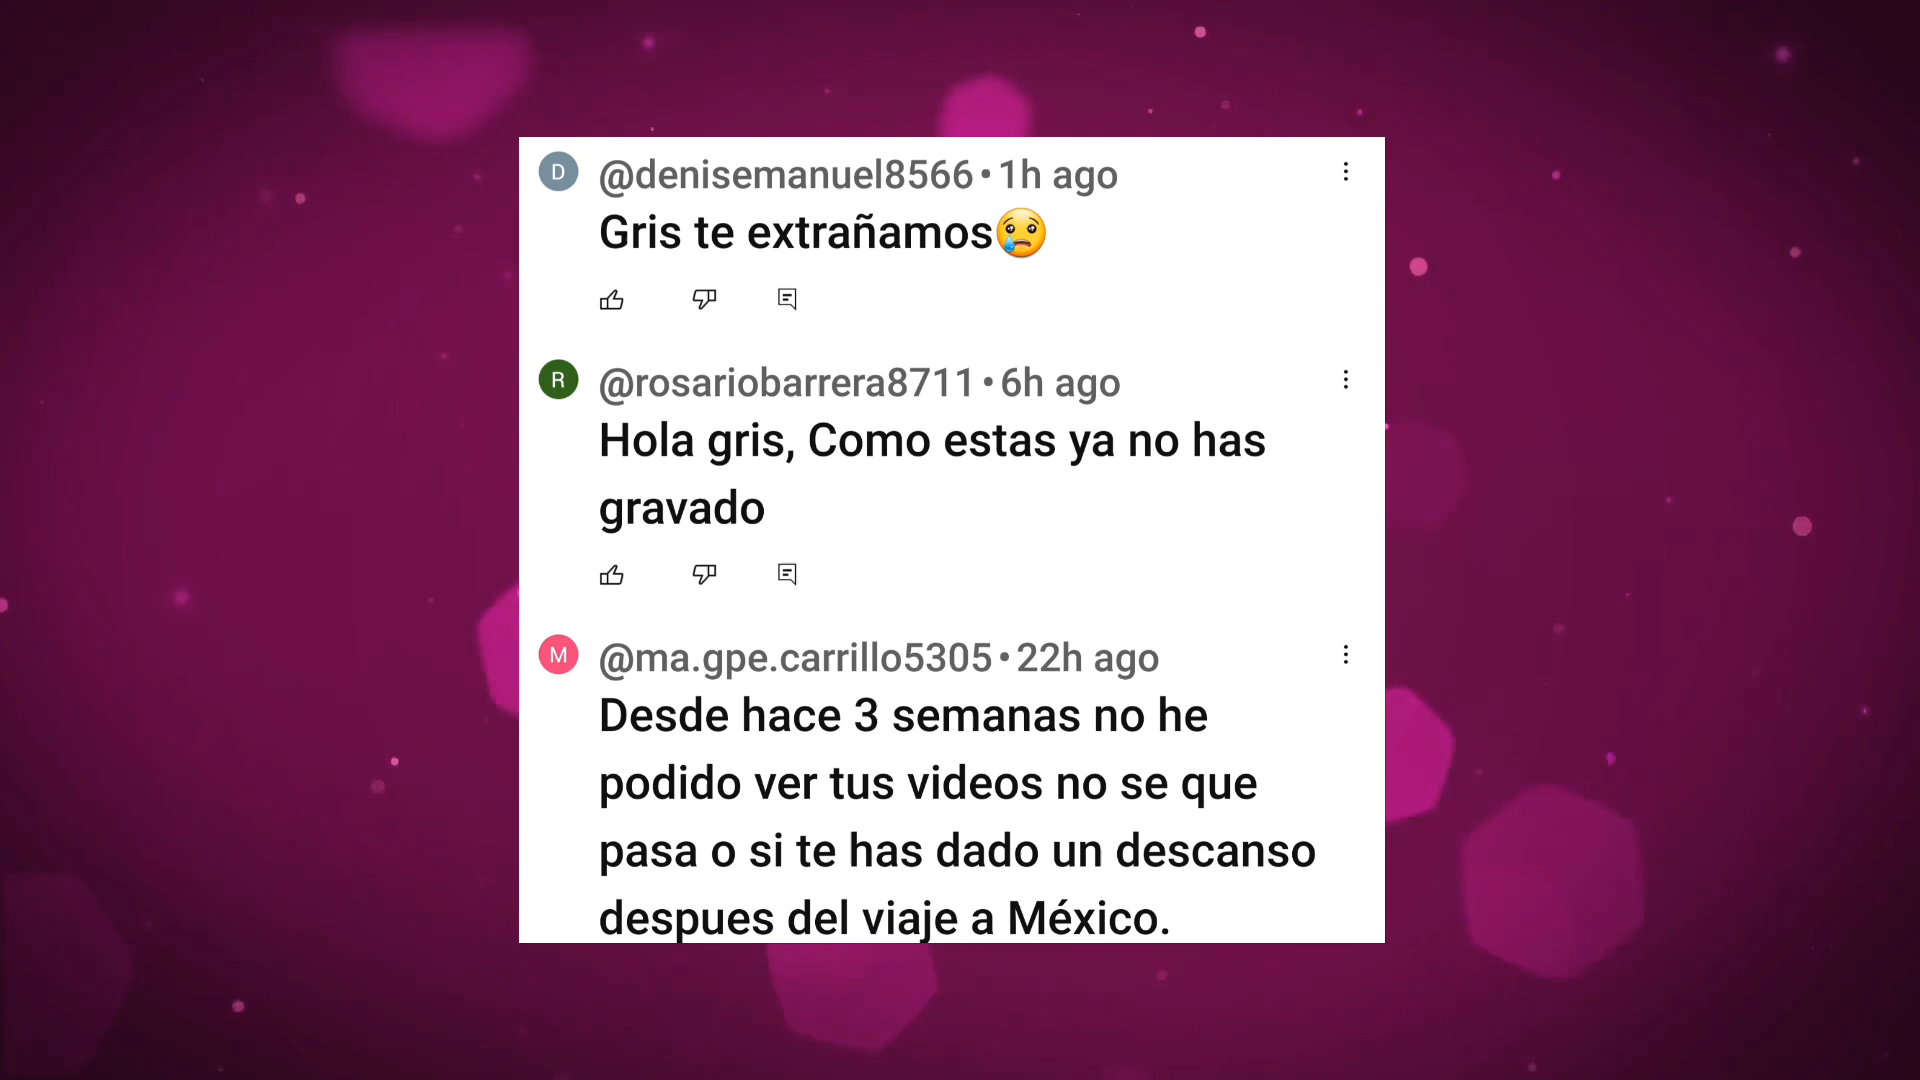 D @denisemanuel8566 • 1h ago
Gris te extrañamos😢
R @rosariobarrera8711 • 6h ago
Hola gris, Como estas ya no has
gravado
M @ma.gpe.carrillo5305 • 22h ago
Desde hace 3 semanas no he
podido ver tus videos no se que
pasa o si te has dado un descanso
despues del viaje a México.